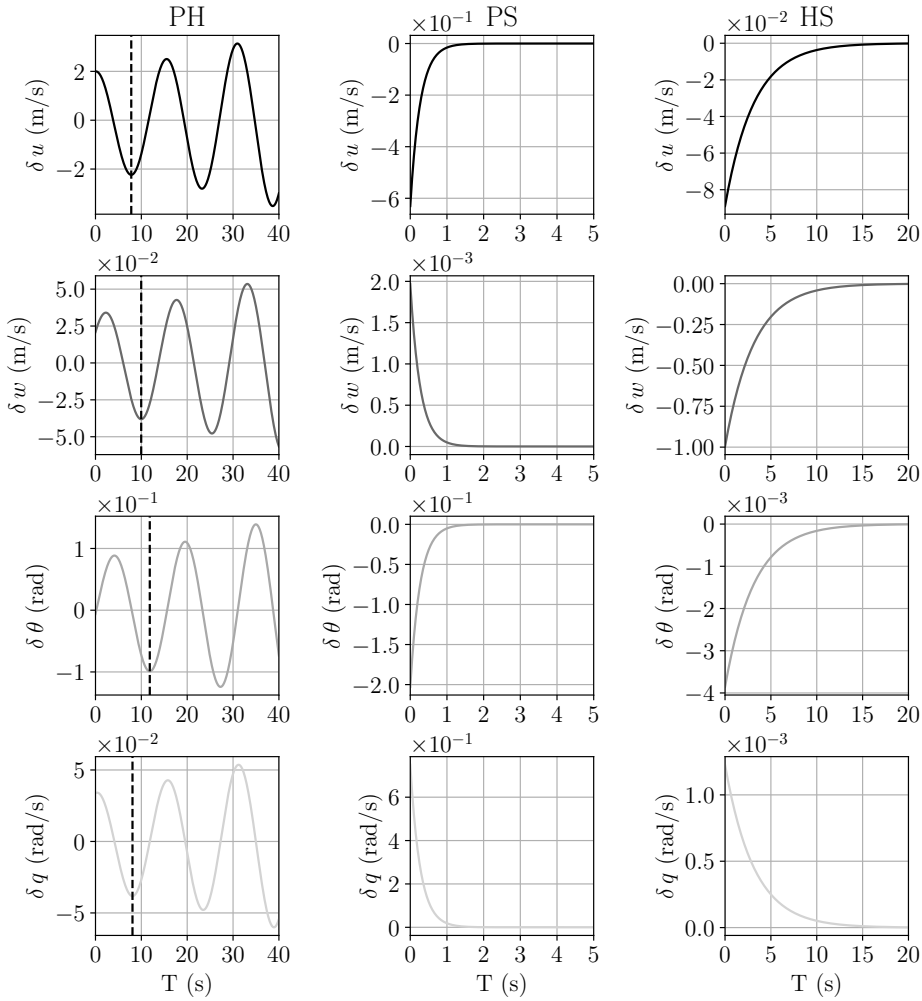 PH
PS
HS
×10⁻¹
×10⁻²
δ u (m/s)
2
0
−2
0 10 20 30 40
δ u (m/s)
0
−2
−4
−6
0 1 2 3 4 5
δ u (m/s)
0
−2
−4
−6
−8
0 5 10 15 20
×10⁻²
×10⁻³
δ w (m/s)
5.0
2.5
0.0
−2.5
−5.0
0 10 20 30 40
δ w (m/s)
2.0
1.5
1.0
0.5
0.0
0 1 2 3 4 5
δ w (m/s)
0.00
−0.25
−0.50
−0.75
−1.00
0 5 10 15 20
×10⁻¹
×10⁻¹
×10⁻³
δ θ (rad)
1
0
−1
0 10 20 30 40
δ θ (rad)
0.0
−0.5
−1.0
−1.5
−2.0
0 1 2 3 4 5
δ θ (rad)
0
−1
−2
−3
−4
0 5 10 15 20
×10⁻²
×10⁻¹
×10⁻³
δ q (rad/s)
5
0
−5
0 10 20 30 40
T (s)
δ q (rad/s)
6
4
2
0
0 1 2 3 4 5
T (s)
δ q (rad/s)
1.0
0.5
0.0
0 5 10 15 20
T (s)